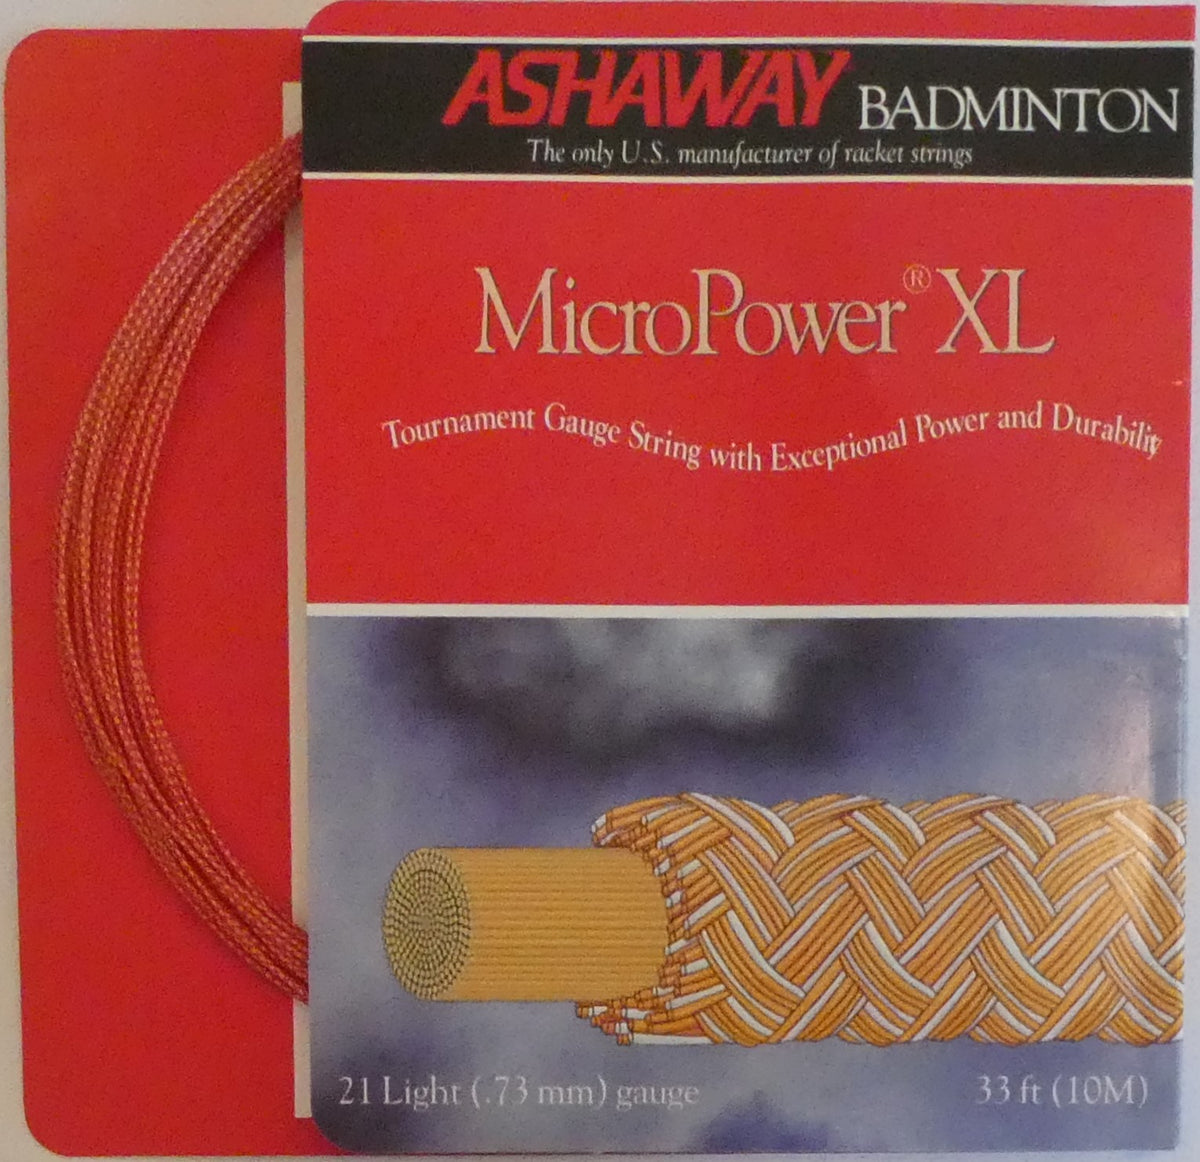 ASHAWAY BADMINTON
The only U.S. manufacturer of racket strings
MicroPower® XL
Tournament Gauge String with Exceptional Power and Durability
21 Light (.73 mm) gauge
33 ft (10M)